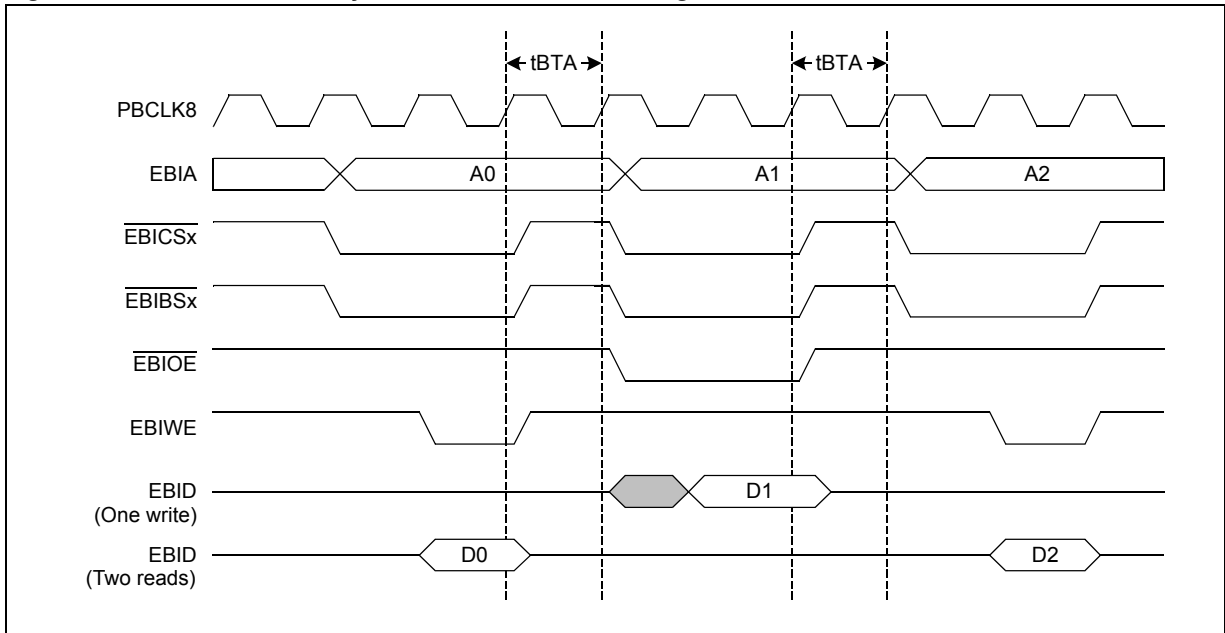 tBTA tBTA
PBCLK8
EBIA A0 A1 A2
EBICSx
EBIBSx
EBIOE
EBIWE
EBID
(One write) D1
EBID
(Two reads) D0 D2